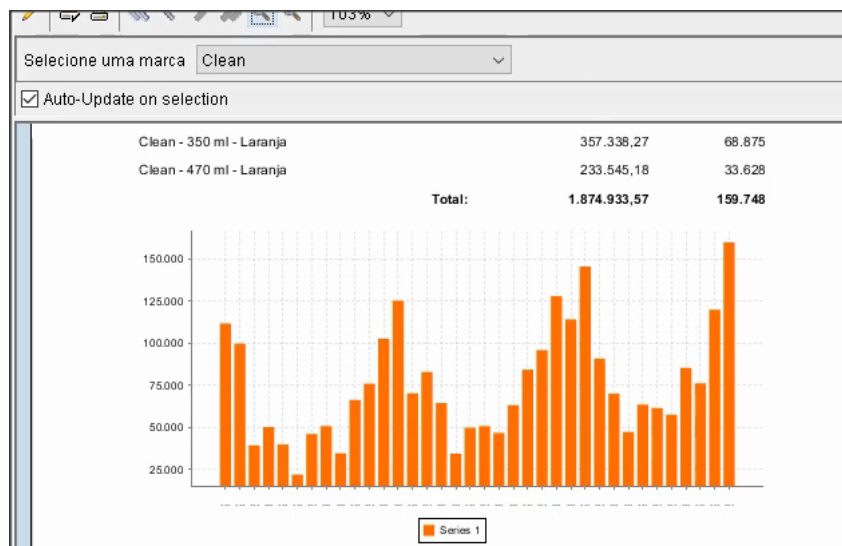 103%
Selecione uma marca Clean
Auto-Update on selection
Clean - 350 ml - Laranja 357.338,27 68.875
Clean - 470 ml - Laranja 233.545,18 33.628
Total: 1.874.933,57 159.748
150.000
125.000
100.000
75.000
50.000
25.000
Series 1